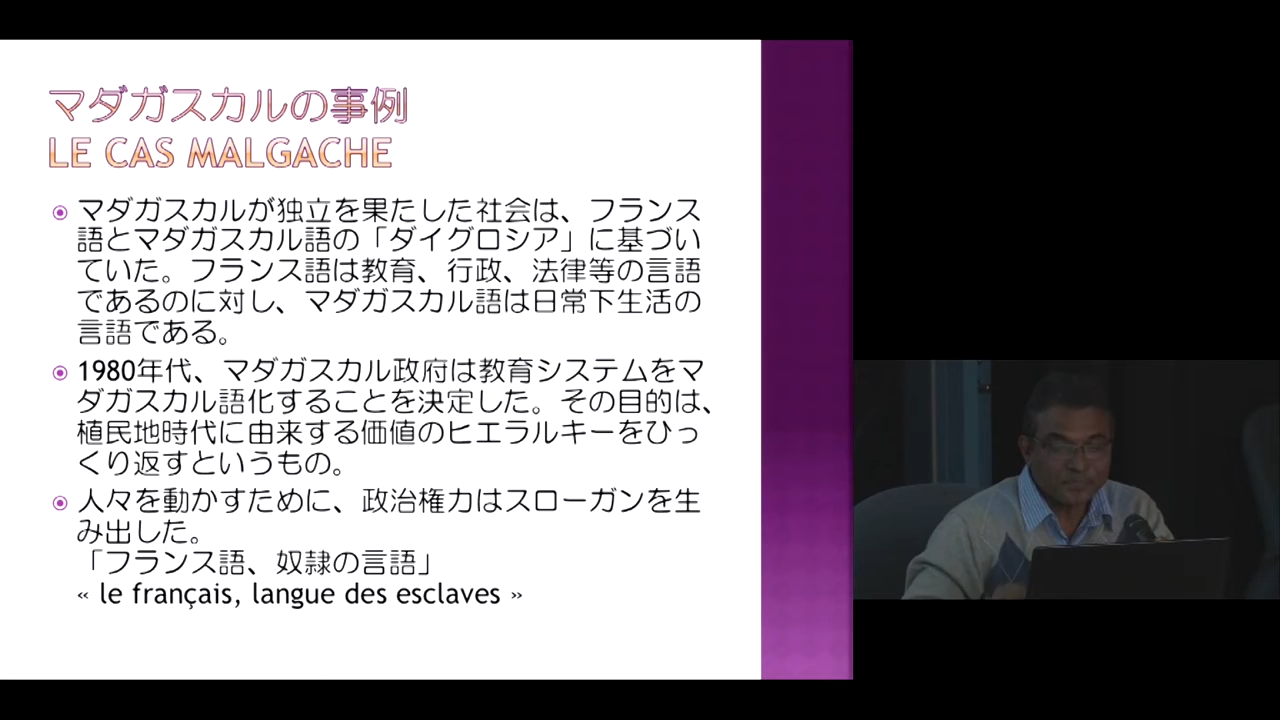 マダガスカルの事例
LE CAS MALGACHE
マダガスカルが独立を果たした社会は、フランス
語とマダガスカル語の「ダイグロシア」に基づい
ていた。フランス語は教育、行政、法律等の言語
であるのに対し、マダガスカル語は日常下生活の
言語である。
1980年代、マダガスカル政府は教育システムをマ
ダガスカル語化することを決定した。その目的は、
植民地時代に由来する価値のヒエラルキーをひっ
くり返すというもの。
人々を動かすために、政治権力はスローガンを生
み出した。
「フランス語、奴隷の言語」
« le français, langue des esclaves »